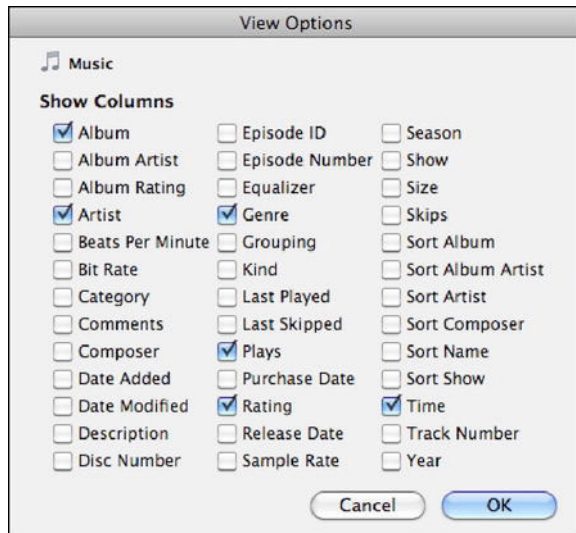 View Options
Music
Show Columns
Album
Album Artist
Album Rating
Artist
Beats Per Minute
Bit Rate
Category
Comments
Composer
Date Added
Date Modified
Description
Disc Number
Episode ID
Episode Number
Equalizer
Genre
Grouping
Kind
Last Played
Last Skipped
Plays
Purchase Date
Rating
Release Date
Sample Rate
Season
Show
Size
Skips
Sort Album
Sort Album Artist
Sort Artist
Sort Composer
Sort Name
Sort Show
Time
Track Number
Year
Cancel
OK